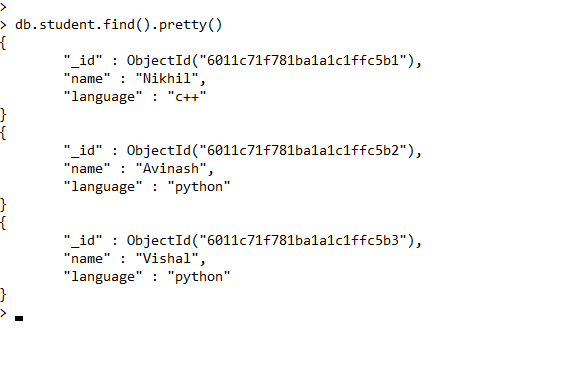 >
> db.student.find().pretty()
{
        "_id" : ObjectId("6011c71f781ba1a1c1ffc5b1"),
        "name" : "Nikhil",
        "language" : "c++"
}
{
        "_id" : ObjectId("6011c71f781ba1a1c1ffc5b2"),
        "name" : "Avinash",
        "language" : "python"
}
{
        "_id" : ObjectId("6011c71f781ba1a1c1ffc5b3"),
        "name" : "Vishal",
        "language" : "python"
}
>